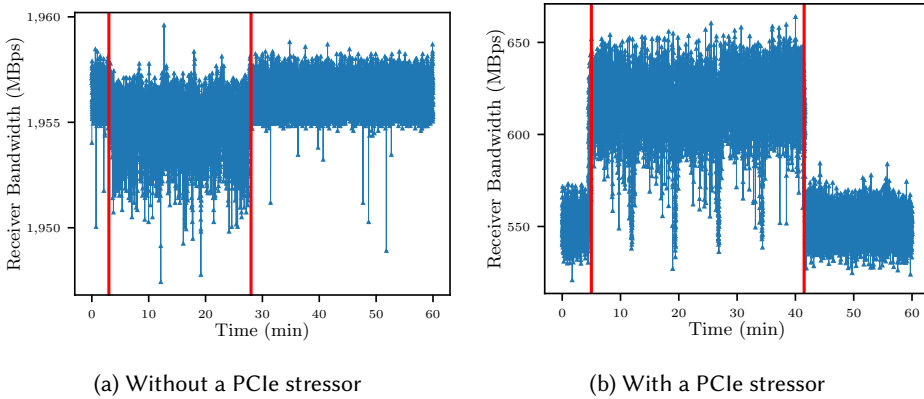 1,960
1,955
1,950
Receiver Bandwidth (MBps)
0 10 20 30 40 50 60
Time (min)
(a) Without a PCIe stressor
650
600
550
Receiver Bandwidth (MBps)
0 10 20 30 40 50 60
Time (min)
(b) With a PCIe stressor